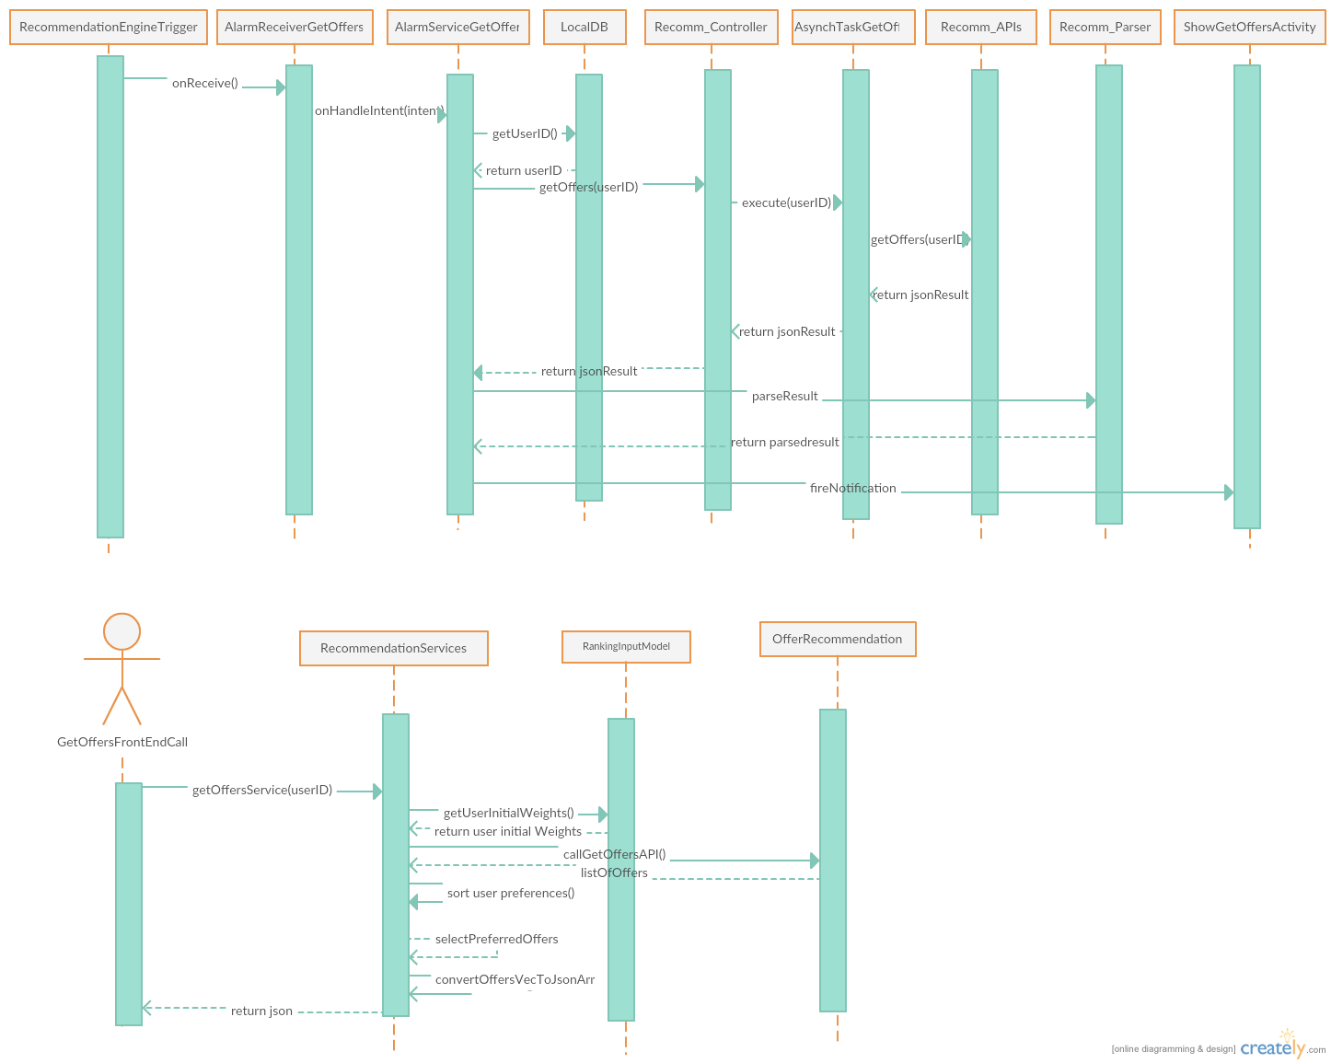 RecommendationEngineTrigger
AlarmReceiverGetOffers
AlarmServiceGetOffer
LocalDB
Recomm_Controller
AsynchTaskGetOf
Recomm_APIs
Recomm_Parser
ShowGetOffersActivity
onReceive()
onHandleIntent(intent)
getUserID()
return userID
getOffers(userID)
execute(userID)
getOffers(userID)
return jsonResult
return jsonResult
return jsonResult
parseResult
return parsedresult
fireNotification
GetOffersFrontEndCall
RecommendationServices
RankingInputModel
OfferRecommendation
getOffersService(userID)
getUserInitialWeights()
return user initial Weights
callGetOffersAPI()
listOfOffers
sort user preferences()
selectPreferredOffers
convertOffersVecToJsonArr
return json
[online diagramming & design] creately.com